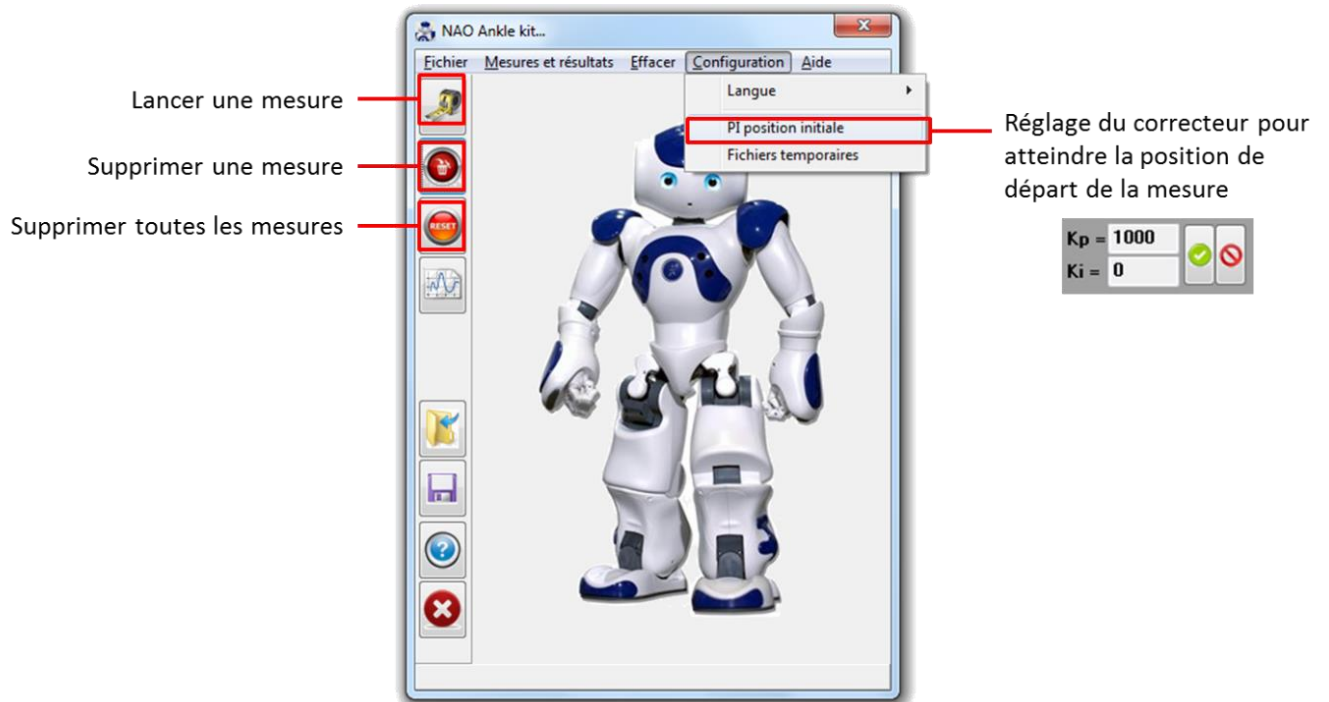 NAO Ankle kit...
Fichier Mesures et résultats Effacer Configuration Aide
Langue
PI position initiale
Fichiers temporaires
Lancer une mesure
Supprimer une mesure
Supprimer toutes les mesures
RESET
Réglage du correcteur pour
atteindre la position de
départ de la mesure
Kp = 1000
Ki = 0